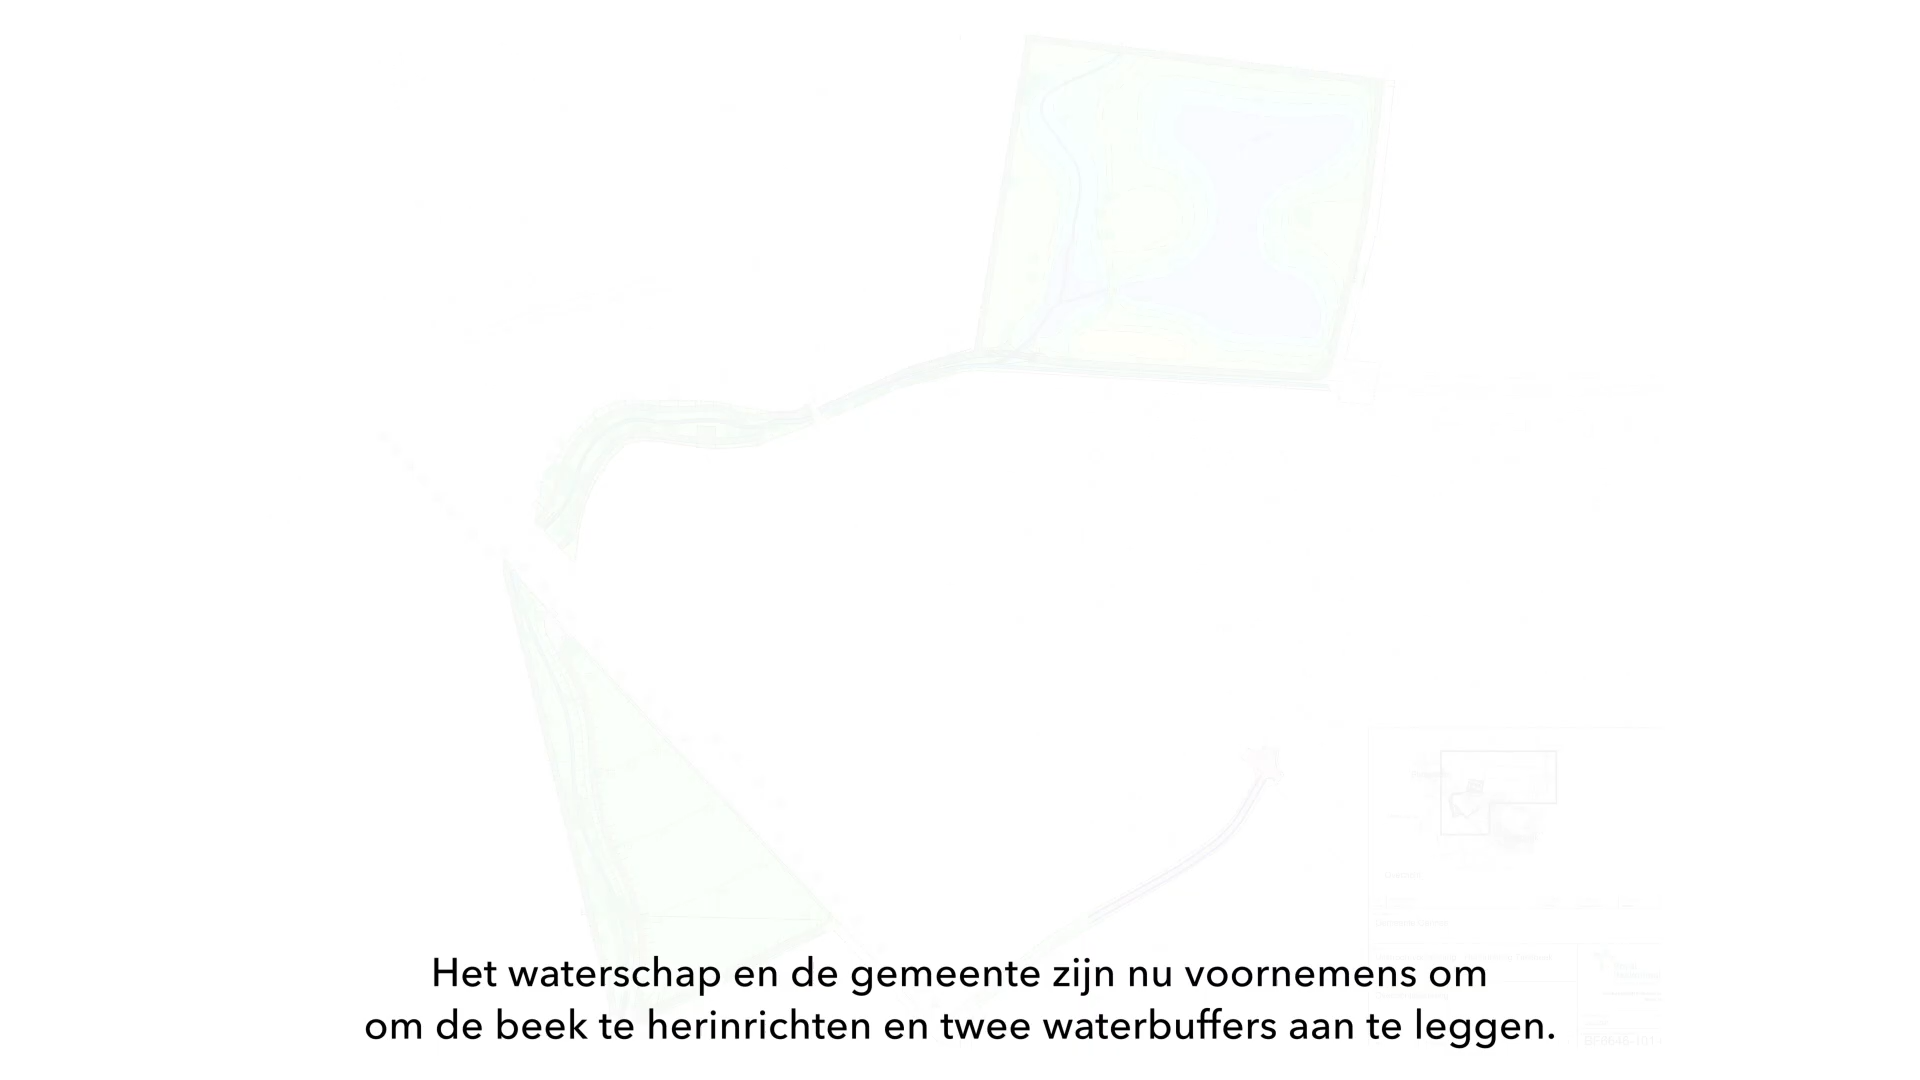 Het waterschap en de gemeente zijn nu voornemens om
om de beek te herinrichten en twee waterbuffers aan te leggen.